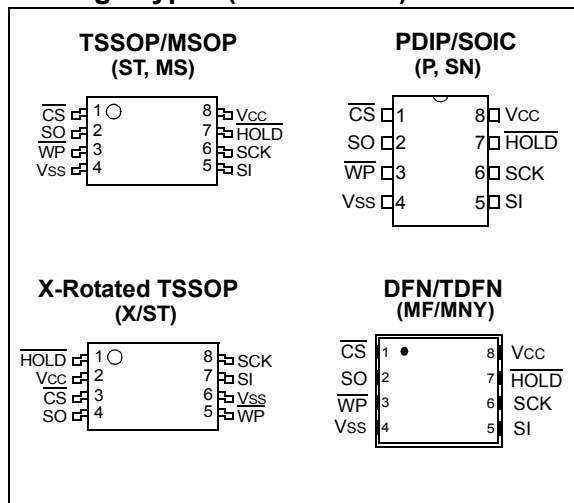 TSSOP/MSOP
(ST, MS)
CS 1 8 Vcc
SO 2 7 HOLD
WP 3 6 SCK
Vss 4 5 SI
PDIP/SOIC
(P, SN)
CS 1 8 Vcc
SO 2 7 HOLD
WP 3 6 SCK
Vss 4 5 SI
X-Rotated TSSOP
(X/ST)
HOLD 1 8 SCK
Vcc 2 7 SI
CS 3 6 Vss
SO 4 5 WP
DFN/TDFN
(MF/MNY)
CS 1 8 Vcc
SO 2 7 HOLD
WP 3 6 SCK
Vss 4 5 SI